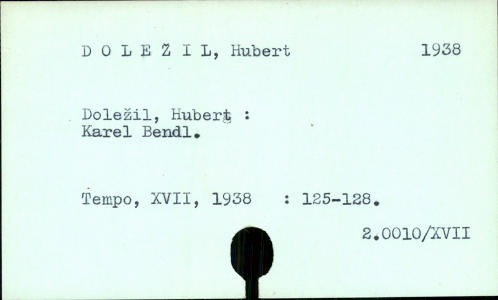 D O L E Ž I L, Hubert 1938
Doležil, Hubert :
Karel Bendl.
Tempo, XVII, 1938 : 125-128.
2.0010/XVII